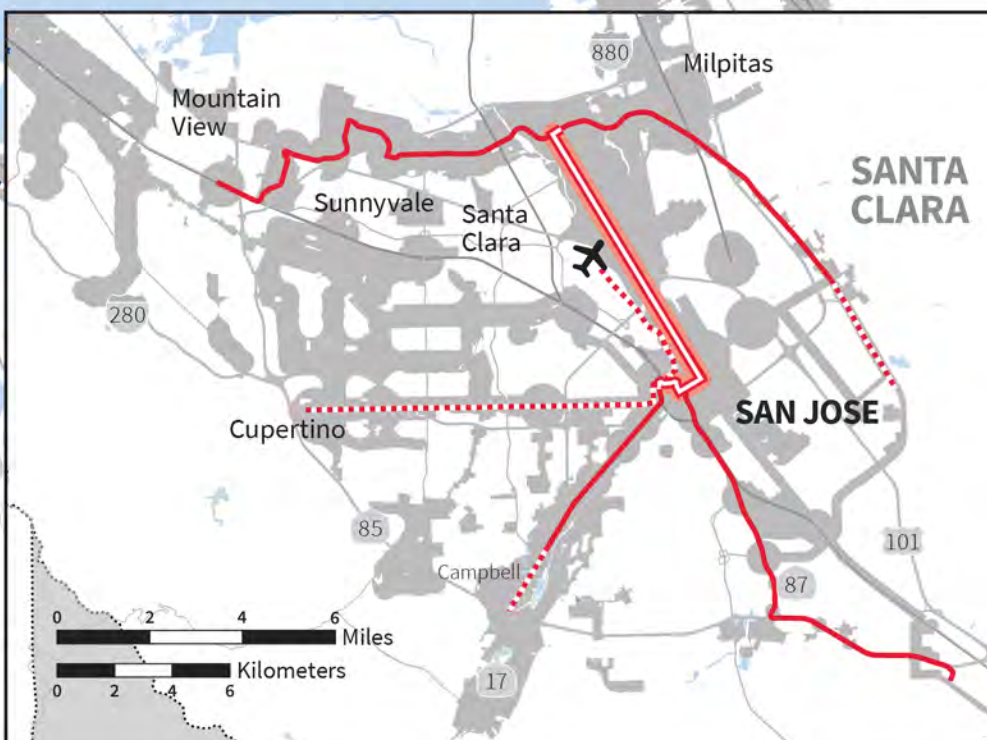 880
Milpitas
Mountain
View
SANTA
CLARA
Sunnyvale
Santa
Clara
280
SAN JOSE
Cupertino
85
101
Campbell
87
0 2 4 6
Miles
Kilometers
0 2 4 6
17